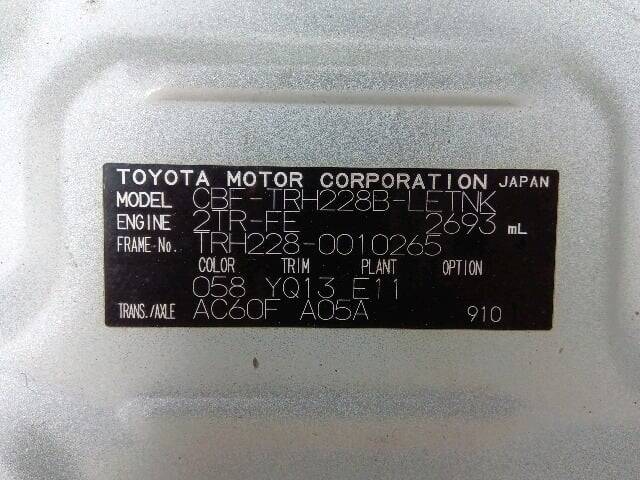 TOYOTA MOTOR CORPORATION JAPAN
MODEL CBF-TRH228B-LETNK
ENGINE 2TR-FE 2693 mL
FRAME-No. TRH228-0010265
COLOR TRIM PLANT OPTION
058 YQ13 E11
TRANS./AXLE AC60F A05A 910